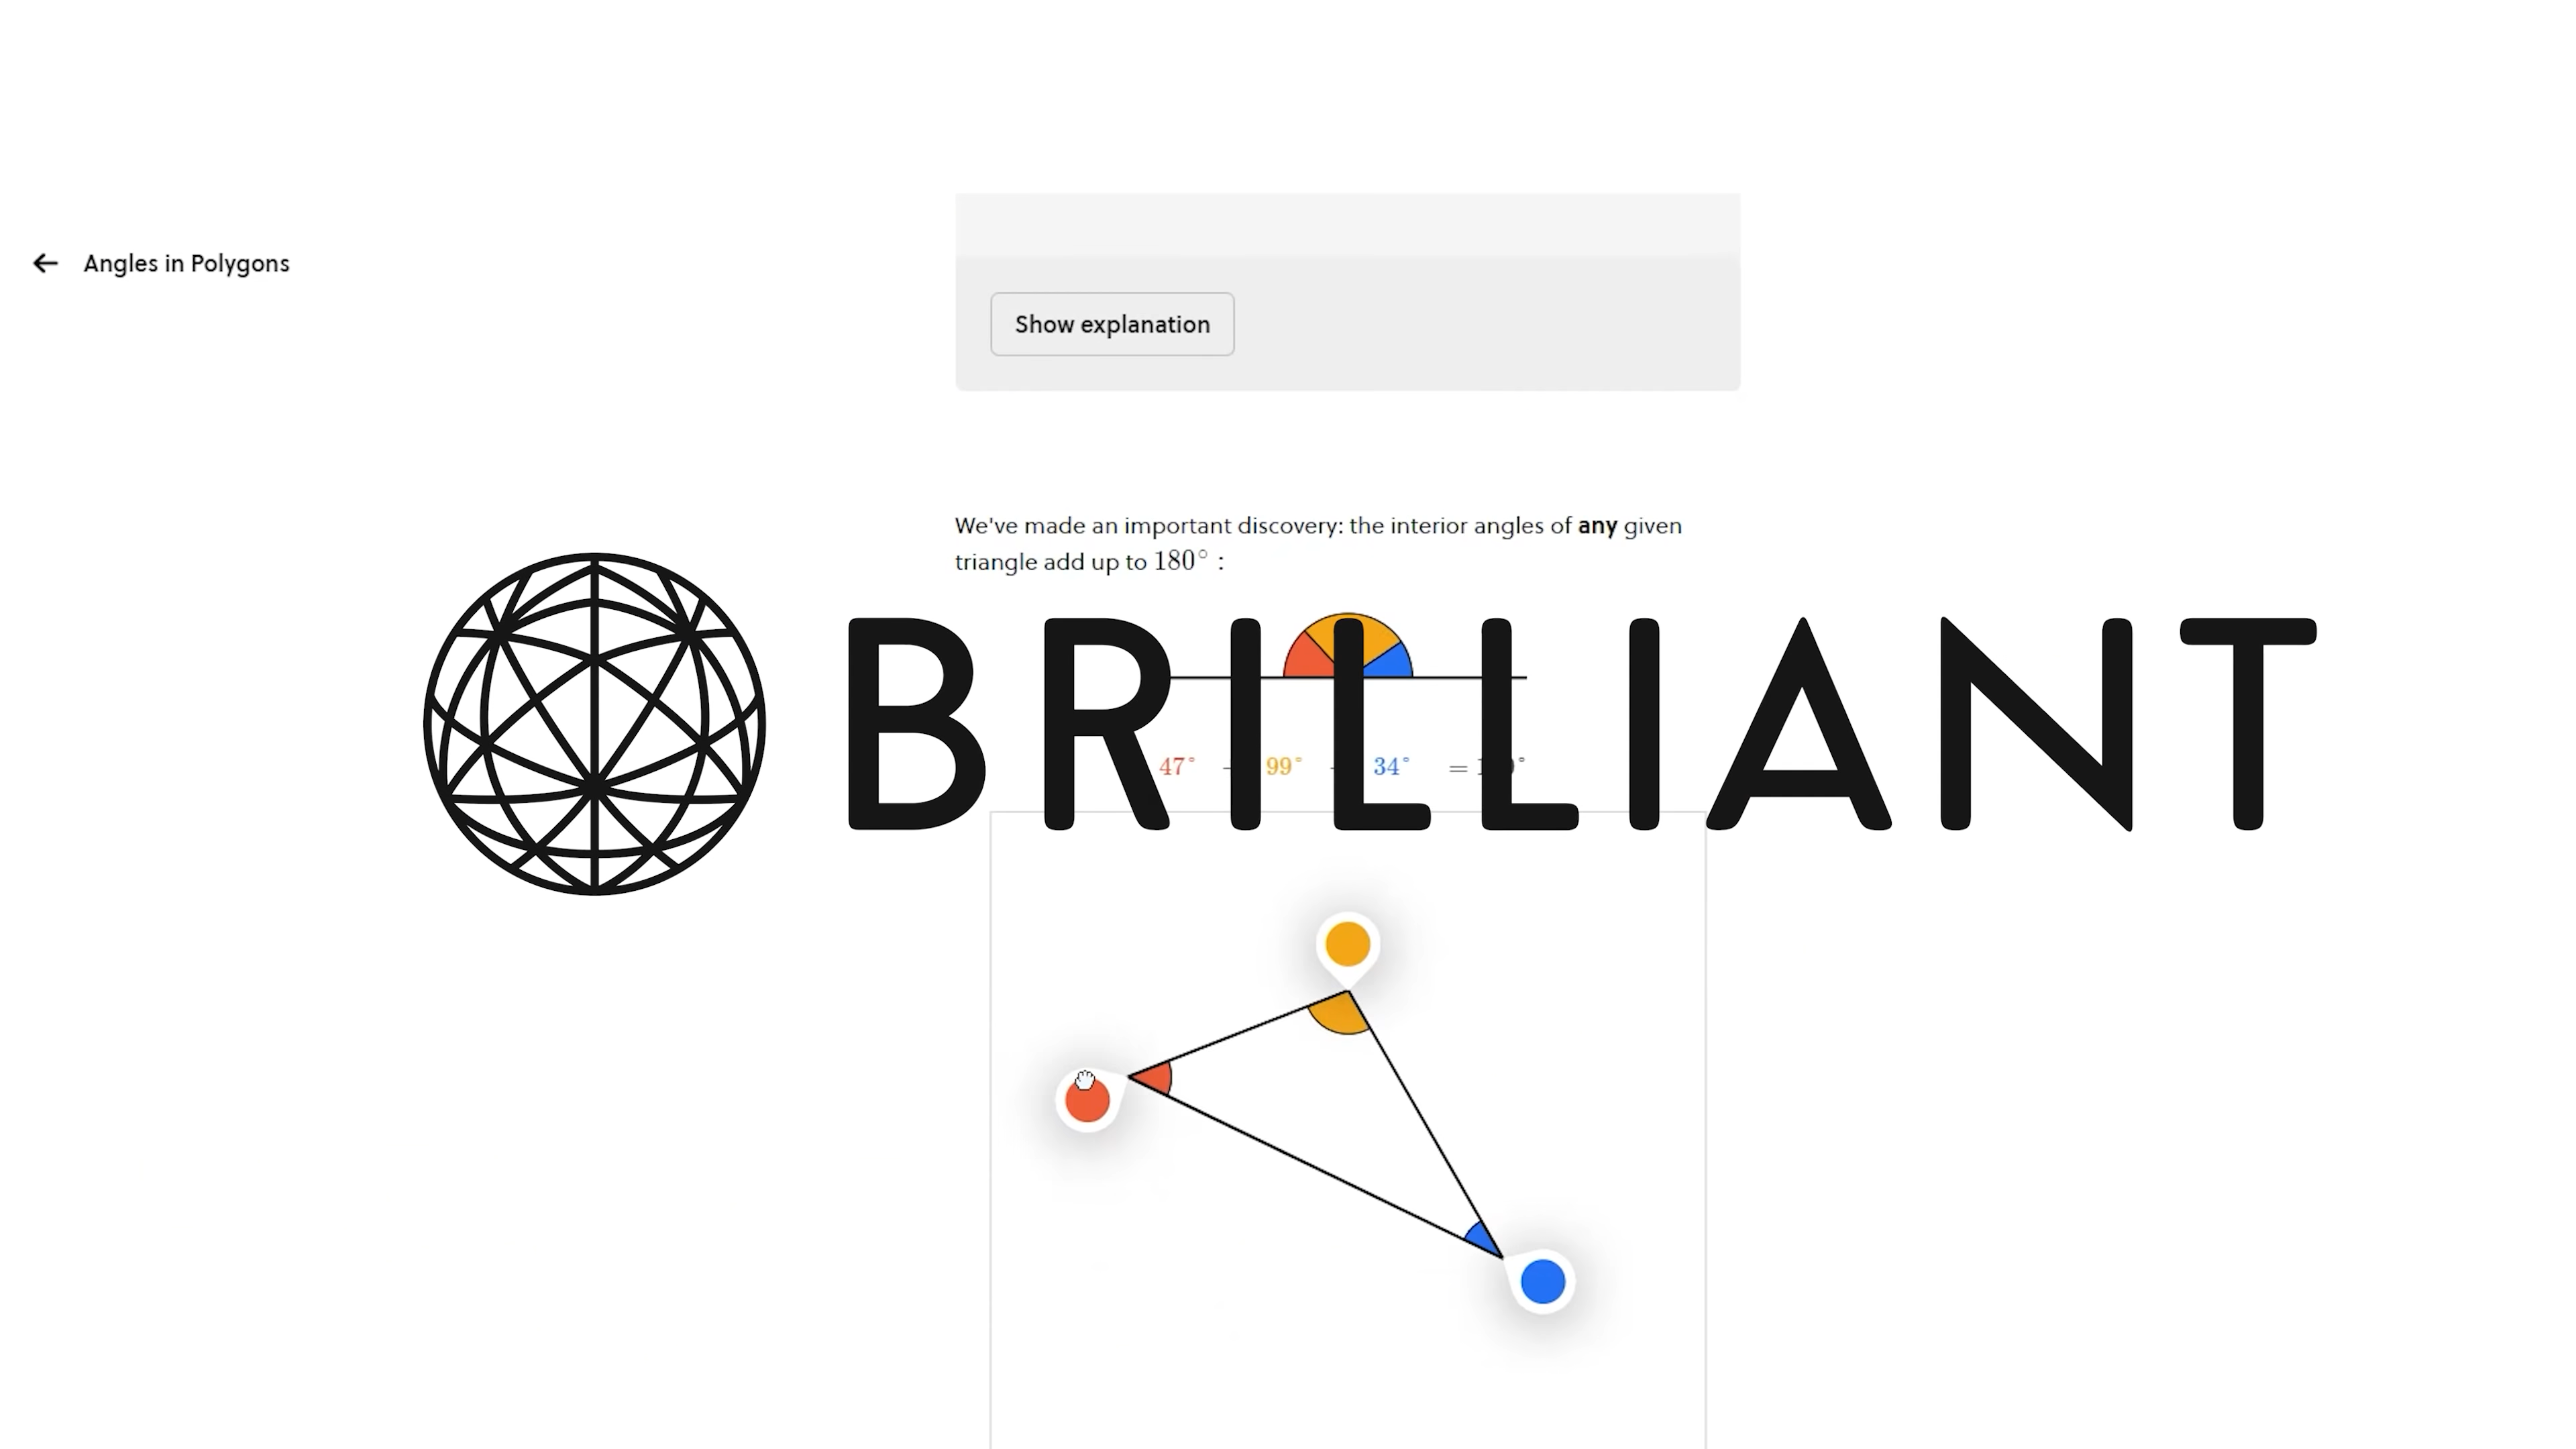 Angles in Polygons
Show explanation
We've made an important discovery: the interior angles of any given
triangle add up to 180° :
BRILLIANT
47° 99° 34° =